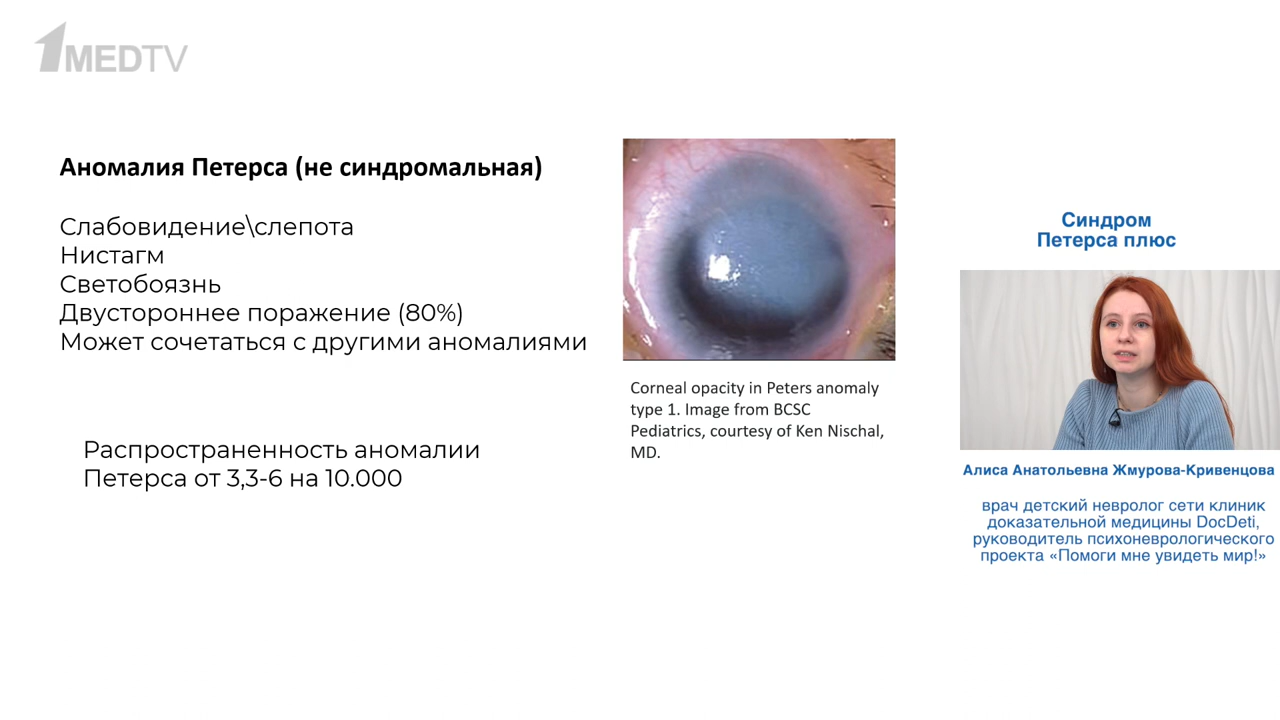 1MEDTV
Аномалия Петерса (не синдромальная)
Слабовидение\слепота
Нистагм
Светобоязнь
Двустороннее поражение (80%)
Может сочетаться с другими аномалиями
Распространенность аномалии
Петерса от 3,3-6 на 10.000
Corneal opacity in Peters anomaly
type 1. Image from BCSC
Pediatrics, courtesy of Ken Nischal,
MD.
Синдром
Петерса плюс
Алиса Анатольевна Жмурова-Кривенцова
врач детский невролог сети клиник
доказательной медицины DocDeti,
руководитель психоневрологического
проекта «Помоги мне увидеть мир!»